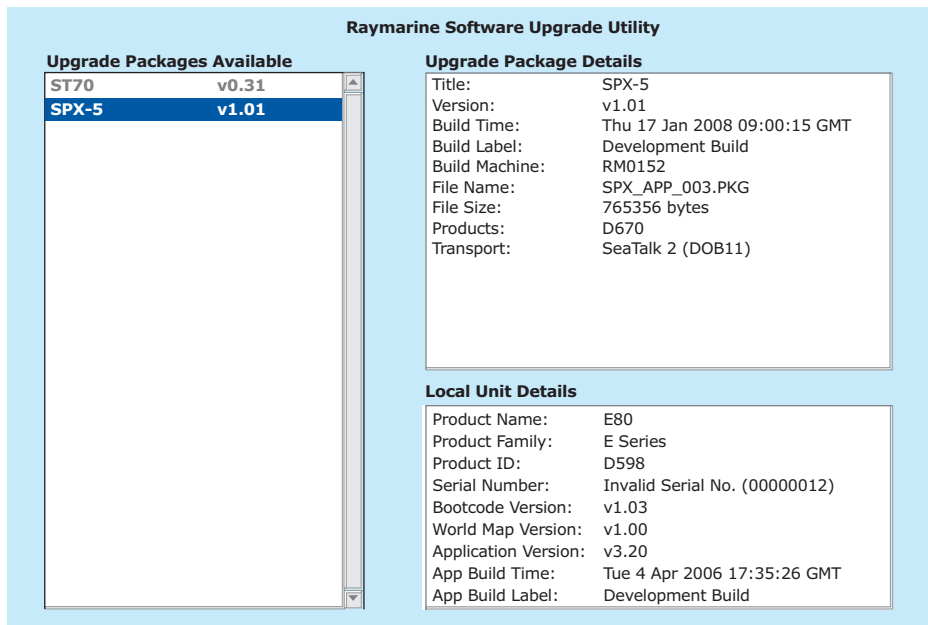 Raymarine Software Upgrade Utility
Upgrade Packages Available
ST70 v0.31
SPX-5 v1.01
Upgrade Package Details
Title: SPX-5
Version: v1.01
Build Time: Thu 17 Jan 2008 09:00:15 GMT
Build Label: Development Build
Build Machine: RM0152
File Name: SPX_APP_003.PKG
File Size: 765356 bytes
Products: D670
Transport: SeaTalk 2 (DOB11)
Local Unit Details
Product Name: E80
Product Family: E Series
Product ID: D598
Serial Number: Invalid Serial No. (00000012)
Bootcode Version: v1.03
World Map Version: v1.00
Application Version: v3.20
App Build Time: Tue 4 Apr 2006 17:35:26 GMT
App Build Label: Development Build